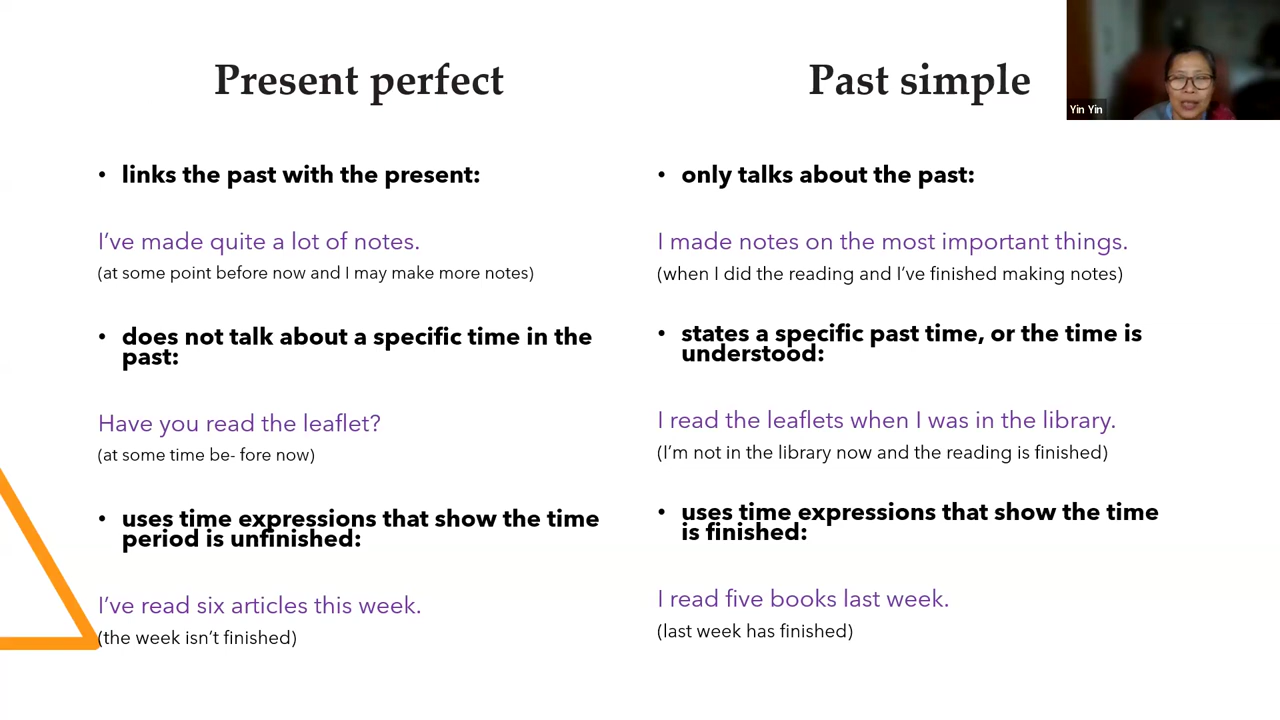 Present perfect
• links the past with the present:
I've made quite a lot of notes.
(at some point before now and I may make more notes)
• does not talk about a specific time in the
past:
Have you read the leaflet?
(at some time be- fore now)
• uses time expressions that show the time
period is unfinished:
I've read six articles this week.
(the week isn't finished)
Past simple
• only talks about the past:
I made notes on the most important things.
(when I did the reading and I've finished making notes)
• states a specific past time, or the time is
understood:
I read the leaflets when I was in the library.
(I'm not in the library now and the reading is finished)
• uses time expressions that show the time
is finished:
I read five books last week.
(last week has finished)
Yin Yin